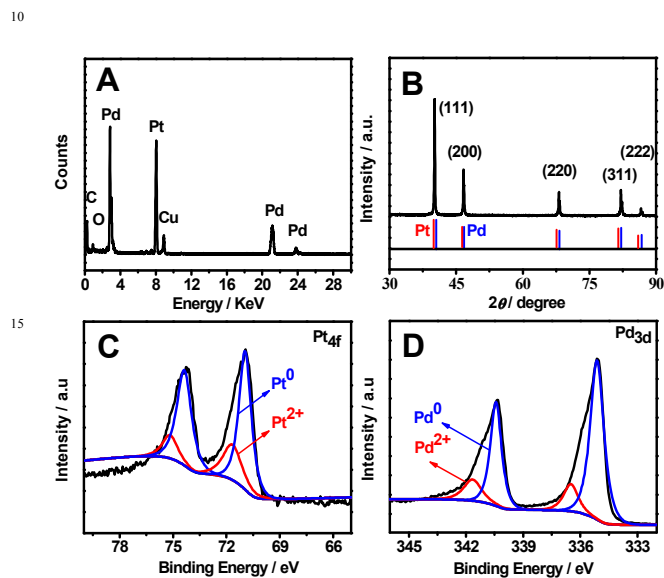 10
A
Pd
Pt
C
O
Cu
Pd
Pd
Counts
0 4 8 12 16 20 24 28
Energy / KeV
B
(111)
(200)
(220)
(311)
(222)
Pt
Pd
Intensity / a.u.
30 45 60 75 90
2θ / degree
15
C
Pt4f
Pt0
Pt2+
Intensity / a.u
78 75 72 69 66
Binding Energy / eV
D
Pd3d
Pd0
Pd2+
Intensity / a.u.
345 342 339 336 333
Binding Energy / eV